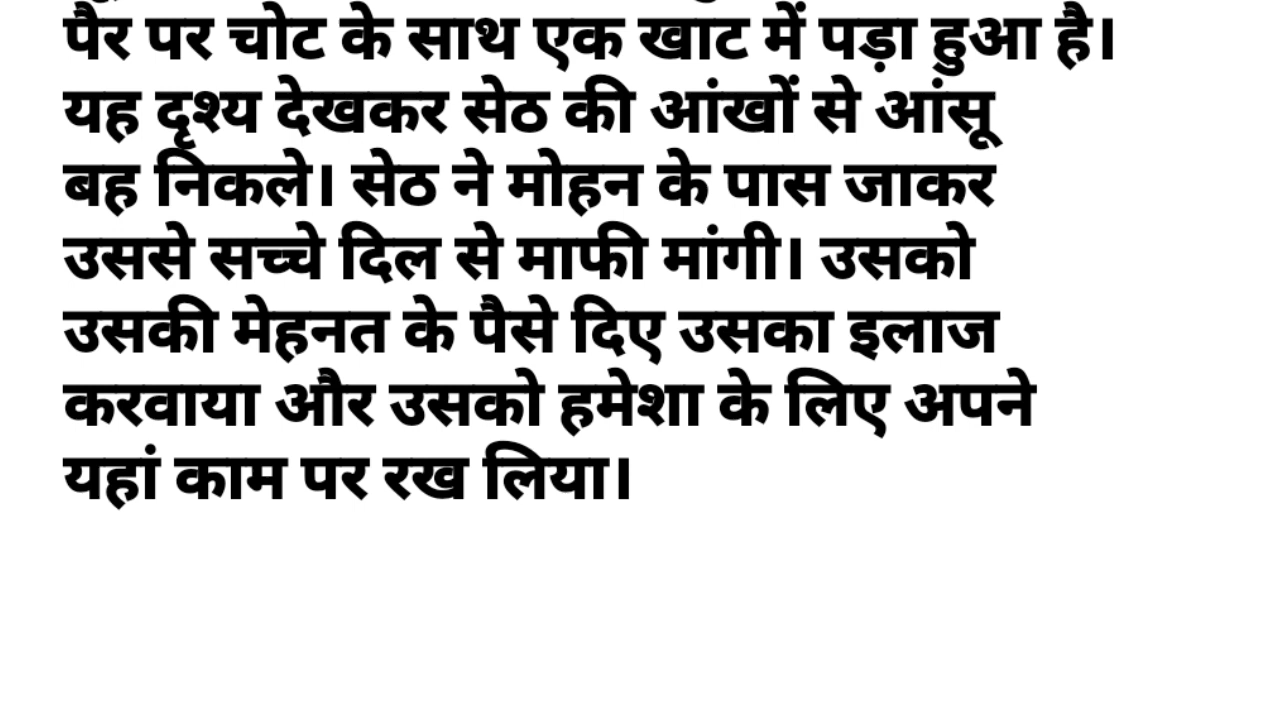 पैर पर चोट के साथ एक खाट में पड़ा हुआ है।
यह दृश्य देखकर सेठ की आंखों से आंसू
बह निकले। सेठ ने मोहन के पास जाकर
उससे सच्चे दिल से माफी मांगी। उसको
उसकी मेहनत के पैसे दिए उसका इलाज
करवाया और उसको हमेशा के लिए अपने
यहां काम पर रख लिया।